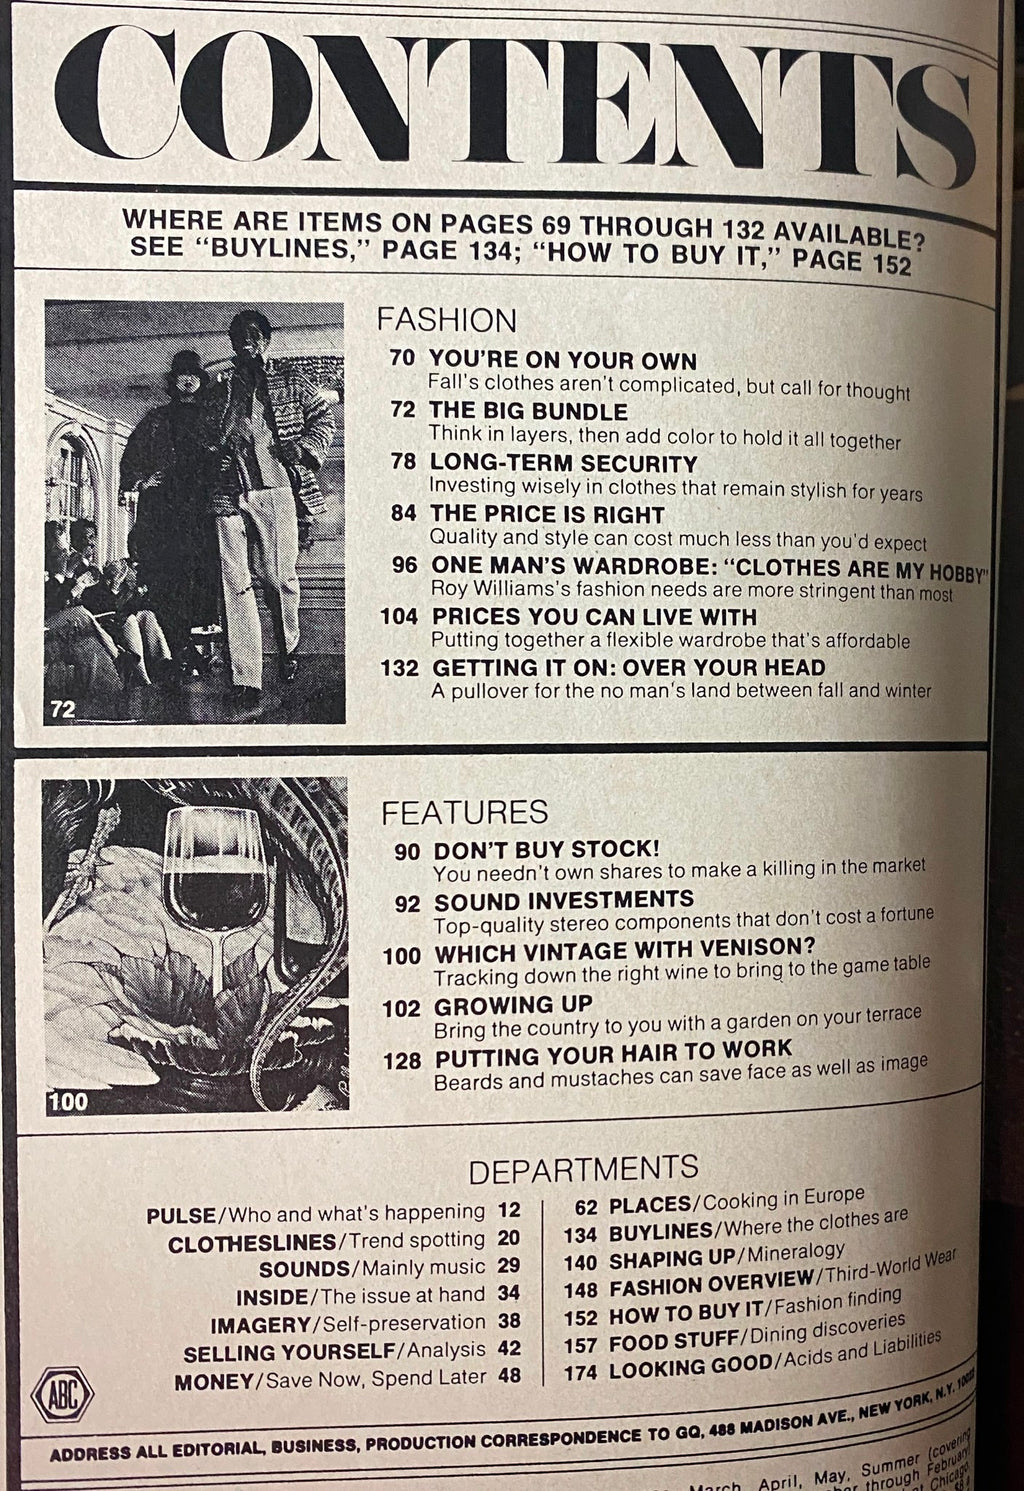 CONTENTS
WHERE ARE ITEMS ON PAGES 69 THROUGH 132 AVAILABLE?
SEE “BUYLINES,” PAGE 134; “HOW TO BUY IT,” PAGE 152
FASHION
70 YOU'RE ON YOUR OWN
Fall's clothes aren't complicated, but call for thought
72 THE BIG BUNDLE
Think in layers, then add color to hold it all together
78 LONG-TERM SECURITY
Investing wisely in clothes that remain stylish for years
84 THE PRICE IS RIGHT
Quality and style can cost much less than you'd expect
96 ONE MAN'S WARDROBE: “CLOTHES ARE MY HOBBY”
Roy Williams's fashion needs are more stringent than most
104 PRICES YOU CAN LIVE WITH
Putting together a flexible wardrobe that's affordable
132 GETTING IT ON: OVER YOUR HEAD
A pullover for the no man's land between fall and winter
72
FEATURES
90 DON'T BUY STOCK!
You needn't own shares to make a killing in the market
92 SOUND INVESTMENTS
Top-quality stereo components that don't cost a fortune
100 WHICH VINTAGE WITH VENISON?
Tracking down the right wine to bring to the game table
102 GROWING UP
Bring the country to you with a garden on your terrace
128 PUTTING YOUR HAIR TO WORK
Beards and mustaches can save face as well as image
100
DEPARTMENTS
PULSE/Who and what's happening 12
CLOTHESLINES/Trend spotting 20
SOUNDS/Mainly music 29
INSIDE/The issue at hand 34
IMAGERY/Self-preservation 38
SELLING YOURSELF/Analysis 42
MONEY/Save Now, Spend Later 48
62 PLACES/Cooking in Europe
134 BUYLINES/Where the clothes are
140 SHAPING UP/Mineralogy
148 FASHION OVERVIEW/Third-World Wear
152 HOW TO BUY IT/Fashion finding
157 FOOD STUFF/Dining discoveries
174 LOOKING GOOD/Acids and Liabilities
ABC
ADDRESS ALL EDITORIAL, BUSINESS, PRODUCTION CORRESPONDENCE TO GQ, 488 MADISON AVE., NEW YORK, N.Y. 10022
March, April, May, Summer (covering
through February)
Chicago,